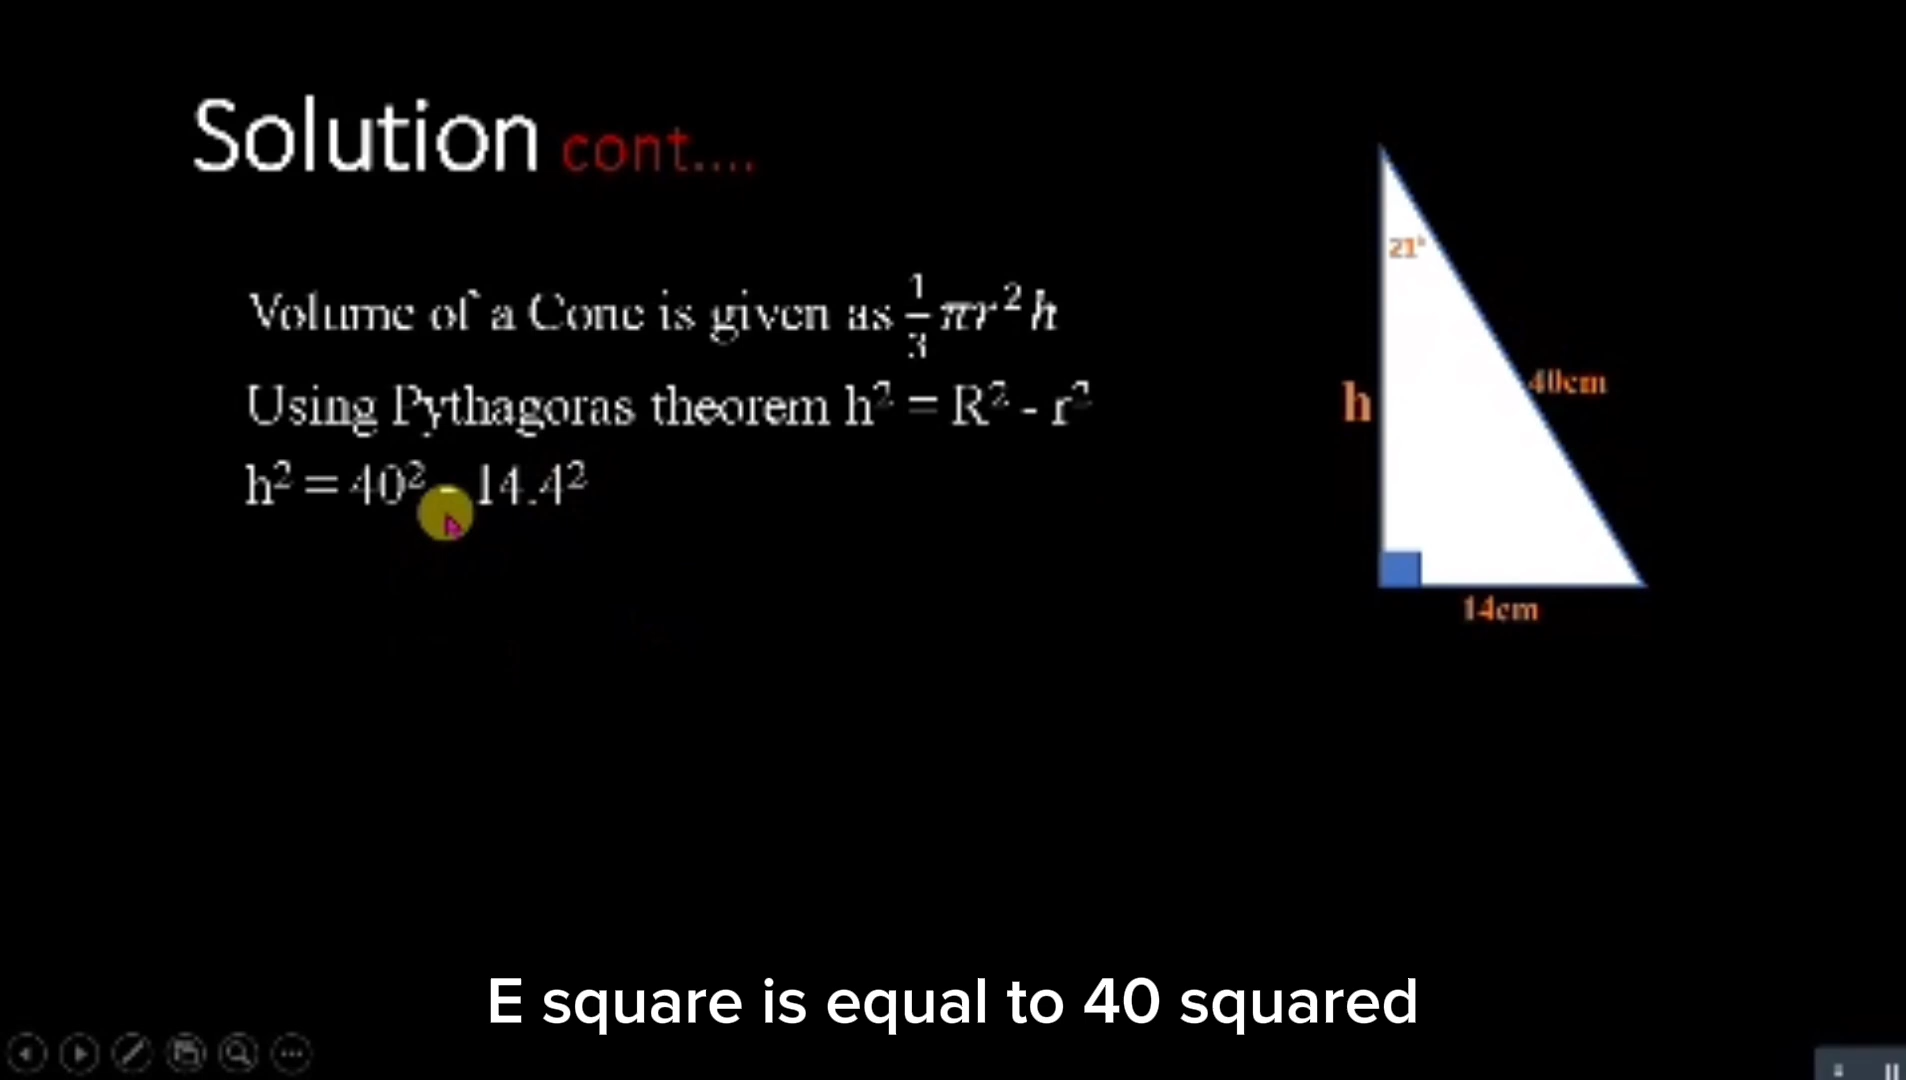 Solution cont....
Volume of a Cone is given as 1/3 πr²h
Using Pythagoras theorem h² = R² - r²
h² = 40² - 14.4²
21°
h
40cm
14cm
E square is equal to 40 squared